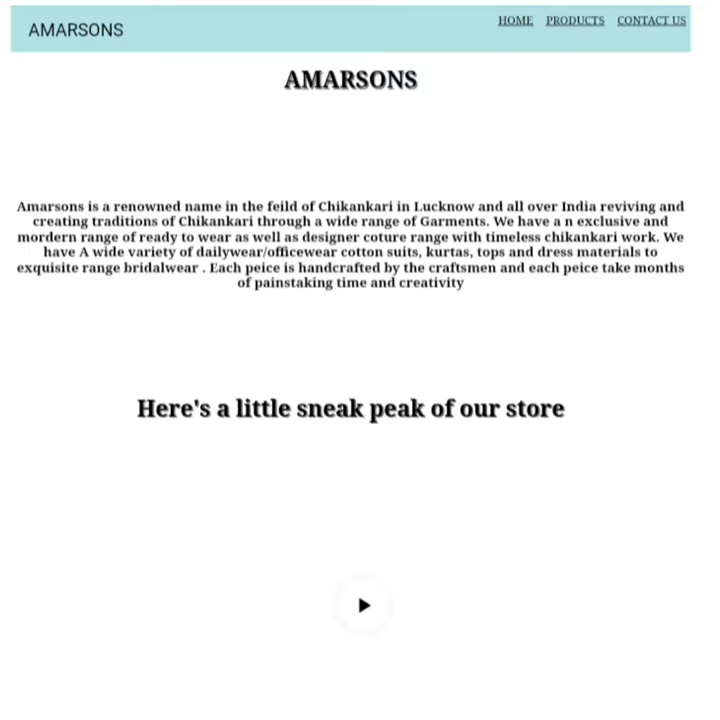 AMARSONS
HOME PRODUCTS CONTACT US
AMARSONS
Amarsons is a renowned name in the feild of Chikankari in Lucknow and all over India reviving and
creating traditions of Chikankari through a wide range of Garments. We have a n exclusive and
mordern range of ready to wear as well as designer coture range with timeless chikankari work. We
have A wide variety of dailywear/officewear cotton suits, kurtas, tops and dress materials to
exquisite range bridalwear . Each peice is handcrafted by the craftsmen and each peice take months
of painstaking time and creativity
Here's a little sneak peak of our store